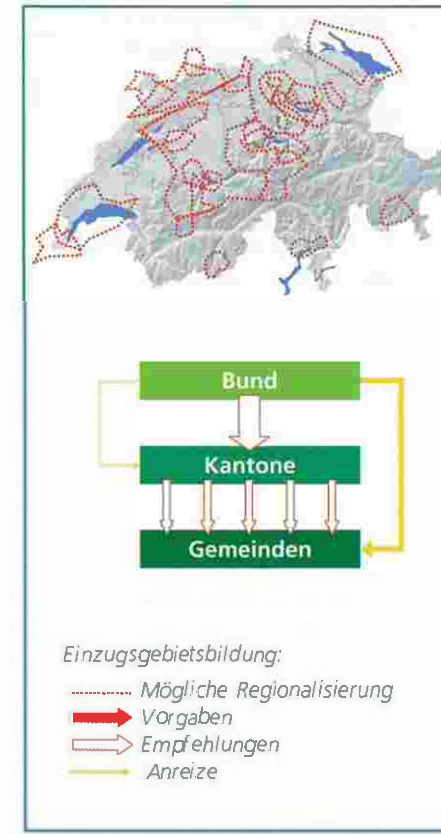 Bund
Kantone
Gemeinden
Einzugsgebietsbildung:
Mögliche Regionalisierung
Vorgaben
Empfehlungen
Anreize